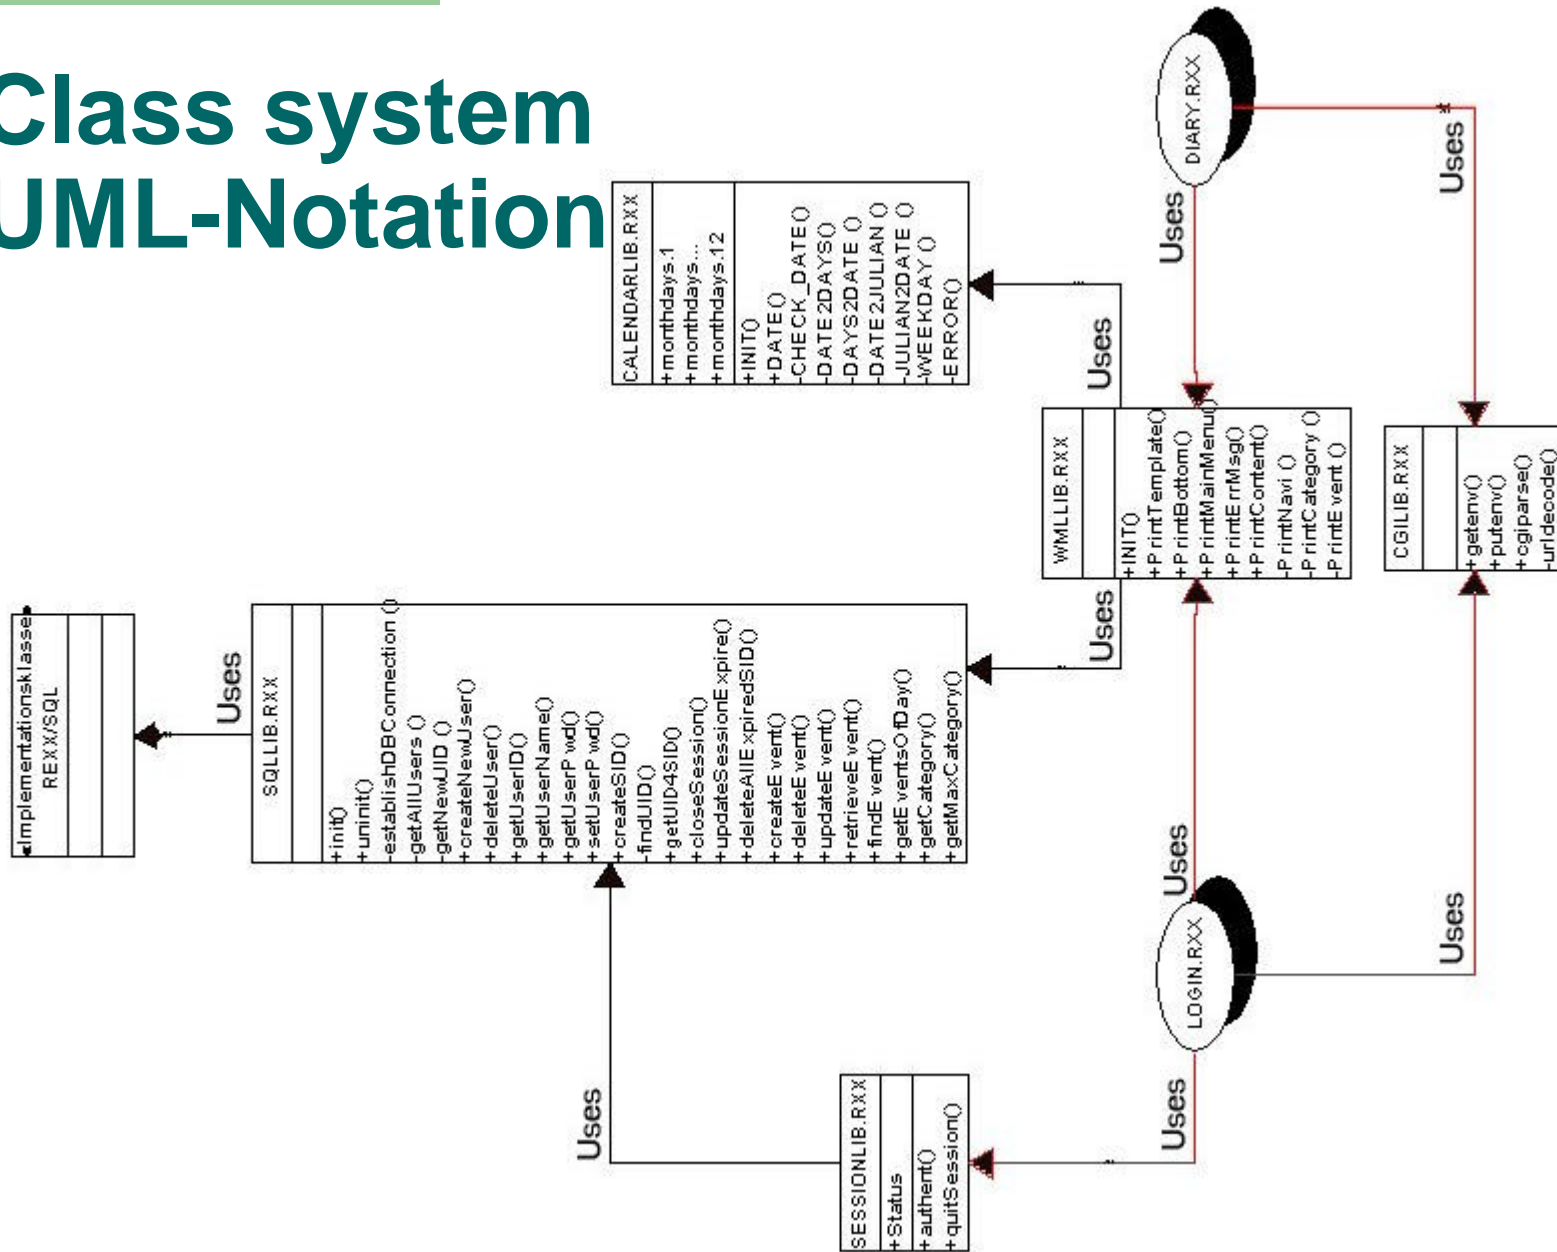 Class system
UML-Notation
«Implementationsklasse»
REXX/SQL
Uses
SQLLIB.RXX
+init()
+uninit()
-establishDBConnection ()
-getAllUsers ()
-getNewUID ()
+createNewUser()
+deleteUser()
+getUserID()
+getUserName()
+getUserPwd()
+setUserPwd()
+createSID()
-findUID()
+getUID4SID()
+closeSession()
+updateSessionExpire()
+deleteAllExpiredSID()
+createEvent()
+deleteEvent()
+updateEvent()
+retrieveEvent()
+findEvent()
+getEventsOfDay()
+getCategory()
+getMaxCategory()
CALENDARLIB.RXX
+monthdays.1
+monthdays...
+monthdays.12
+INIT()
+DATE()
-CHECK_DATE()
-DATE2DAYS()
-DAYS2DATE ()
-DATE2JULIAN ()
-JULIAN2DATE ()
-WEEKDAY ()
-ERROR()
Uses
Uses
Uses
SESSIONLIB.RXX
+Status
+authent()
+quitSession()
WMLLIB.RXX
+INIT()
+PrintTemplate()
+PrintBottom()
+PrintMainMenu()
+PrintErrMsg()
+PrintContent()
-PrintNavi ()
-PrintCategory ()
-PrintEvent ()
Uses
Uses
Uses
LOGIN.RXX
DIARY.RXX
Uses
Uses
CGILIB.RXX
+getenv()
+putenv()
+cgiparse()
-urldecode()